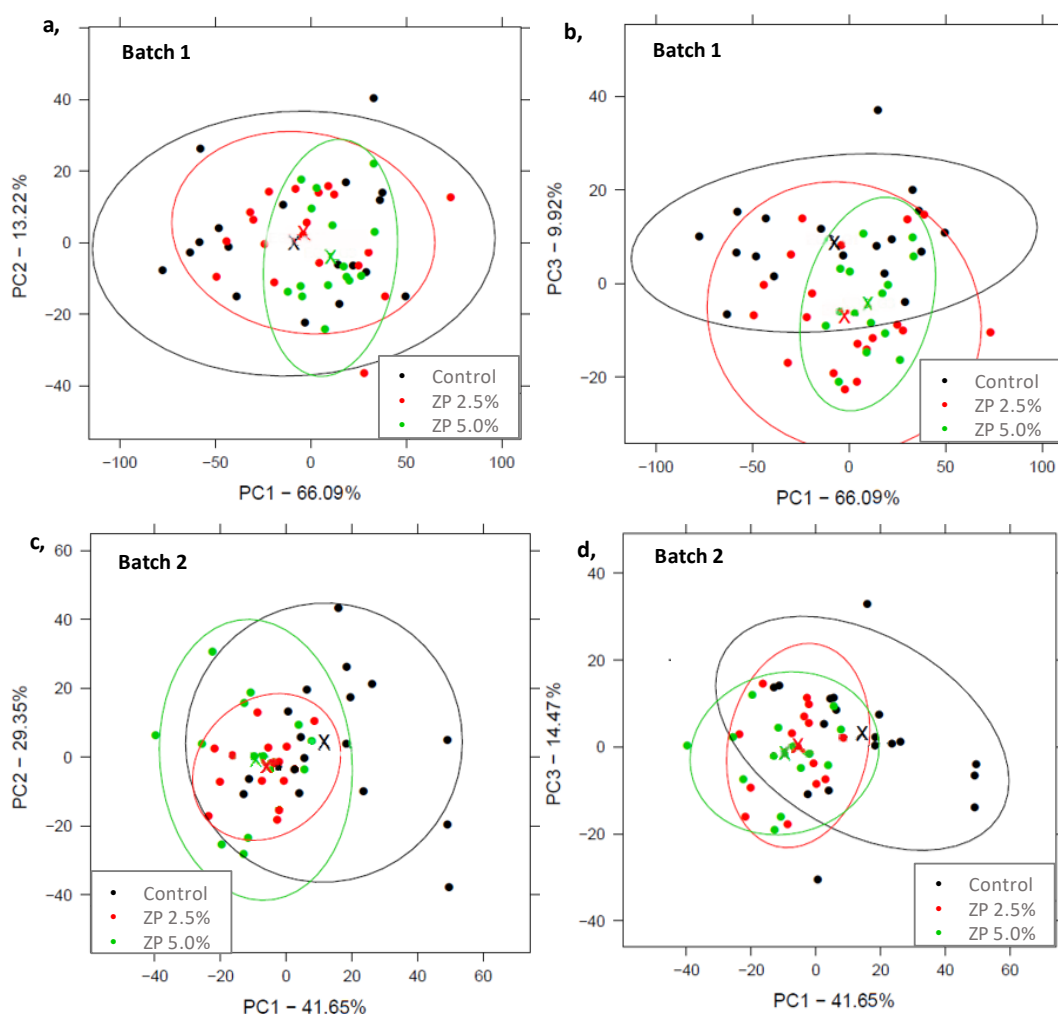 a,
Batch 1
PC2 − 13.22%
40
20
0
−20
−40
−100
−50
0
50
100
PC1 − 66.09%
Control
ZP 2.5%
ZP 5.0%
b,
Batch 1
PC3 − 9.92%
40
20
0
−20
−100
−50
0
50
100
PC1 − 66.09%
Control
ZP 2.5%
ZP 5.0%
c,
Batch 2
PC2 − 29.35%
60
40
20
0
−20
−40
−40
−20
0
20
40
60
PC1 − 41.65%
Control
ZP 2.5%
ZP 5.0%
d,
Batch 2
PC3 − 14.47%
40
20
0
−20
−40
−40
−20
0
20
40
60
PC1 − 41.65%
Control
ZP 2.5%
ZP 5.0%